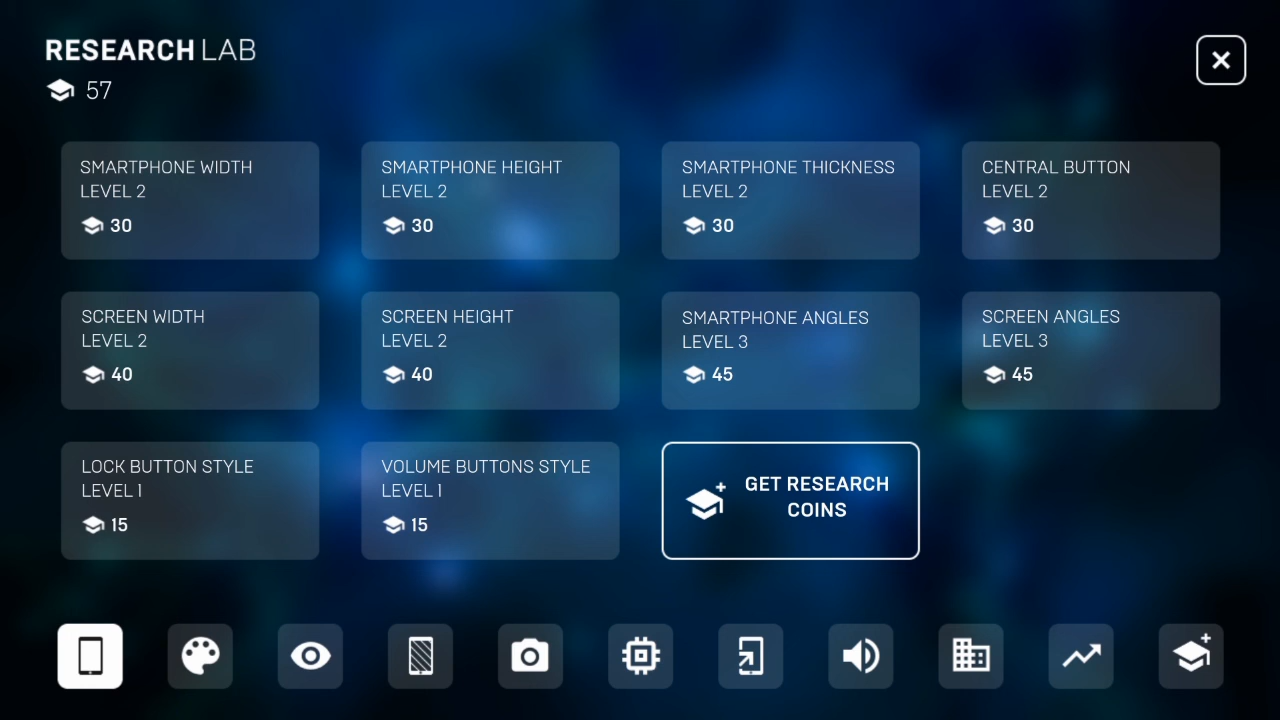 RESEARCH LAB
57
SMARTPHONE WIDTH
LEVEL 2
30
SMARTPHONE HEIGHT
LEVEL 2
30
SMARTPHONE THICKNESS
LEVEL 2
30
CENTRAL BUTTON
LEVEL 2
30
SCREEN WIDTH
LEVEL 2
40
SCREEN HEIGHT
LEVEL 2
40
SMARTPHONE ANGLES
LEVEL 3
45
SCREEN ANGLES
LEVEL 3
45
LOCK BUTTON STYLE
LEVEL 1
15
VOLUME BUTTONS STYLE
LEVEL 1
15
GET RESEARCH
COINS